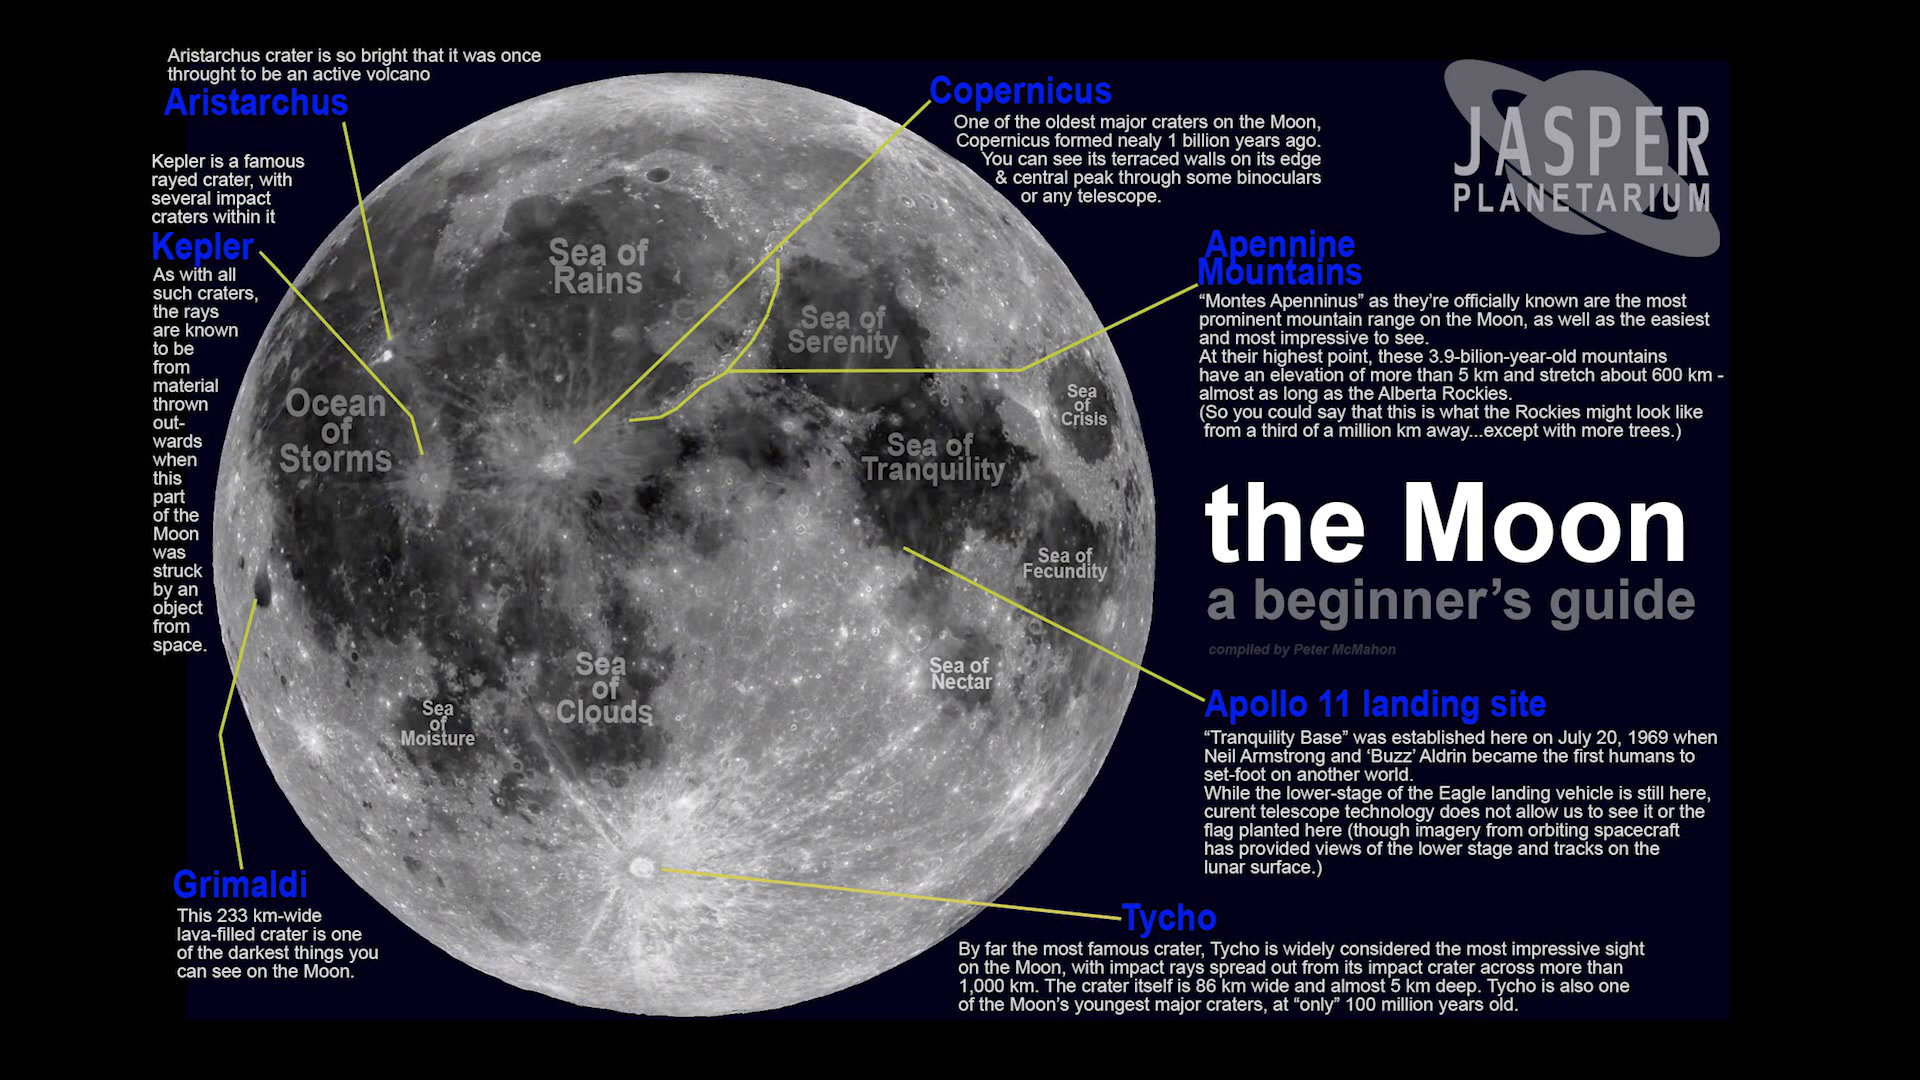 Aristarchus crater is so bright that it was once
throught to be an active volcano
Aristarchus
Kepler is a famous
rayed crater, with
several impact
craters within it
Kepler
As with all
such craters,
the rays
are known
to be
from
material
thrown
out-
wards
when
this
part
of the
Moon
was
struck
by an
object
from
space.
Grimaldi
This 233 km-wide
lava-filled crater is one
of the darkest things you
can see on the Moon.
Sea of
Rains
Sea of
Serenity
Ocean
of
Storms
Sea
of
Crisis
Sea of
Tranquility
Sea of
Fecundity
Sea of
Nectar
Sea
of
Clouds
Sea
of
Moisture
Copernicus
One of the oldest major craters on the Moon,
Copernicus formed nealy 1 billion years ago.
You can see its terraced walls on its edge
& central peak through some binoculars
or any telescope.
JASPER
PLANETARIUM
Apennine
Mountains
“Montes Apenninus” as they’re officially known are the most
prominent mountain range on the Moon, as well as the easiest
and most impressive to see.
At their highest point, these 3.9-bilion-year-old mountains
have an elevation of more than 5 km and stretch about 600 km -
almost as long as the Alberta Rockies.
(So you could say that this is what the Rockies might look like
from a third of a million km away...except with more trees.)
the Moon
a beginner’s guide
compiled by Peter McMahon
Apollo 11 landing site
“Tranquility Base” was established here on July 20, 1969 when
Neil Armstrong and ‘Buzz’ Aldrin became the first humans to
set-foot on another world.
While the lower-stage of the Eagle landing vehicle is still here,
curent telescope technology does not allow us to see it or the
flag planted here (though imagery from orbiting spacecraft
has provided views of the lower stage and tracks on the
lunar surface.)
Tycho
By far the most famous crater, Tycho is widely considered the most impressive sight
on the Moon, with impact rays spread out from its impact crater across more than
1,000 km. The crater itself is 86 km wide and almost 5 km deep. Tycho is also one
of the Moon’s youngest major craters, at “only” 100 million years old.